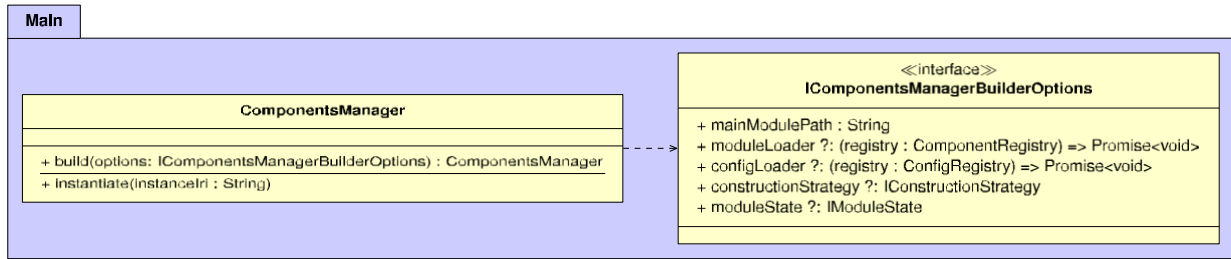 Main
ComponentsManager
+ build(options: IComponentsManagerBuilderOptions) : ComponentsManager
+ instantiate(instanceIri : String)
≪interface≫
IComponentsManagerBuilderOptions
+ mainModulePath : String
+ moduleLoader ?: (registry : ComponentRegistry) => Promise<void>
+ configLoader ?: (registry : ConfigRegistry) => Promise<void>
+ constructionStrategy ?: IConstructionStrategy
+ moduleState ?: IModuleState